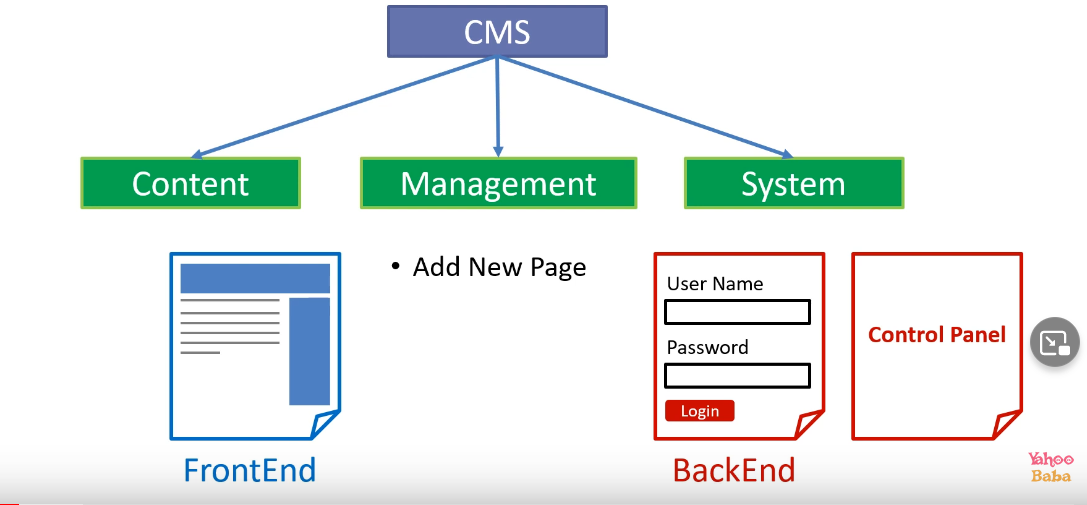 CMS
Content
Management
System
• Add New Page
User Name
Password
Login
Control Panel
FrontEnd
BackEnd
Yahoo
Baba